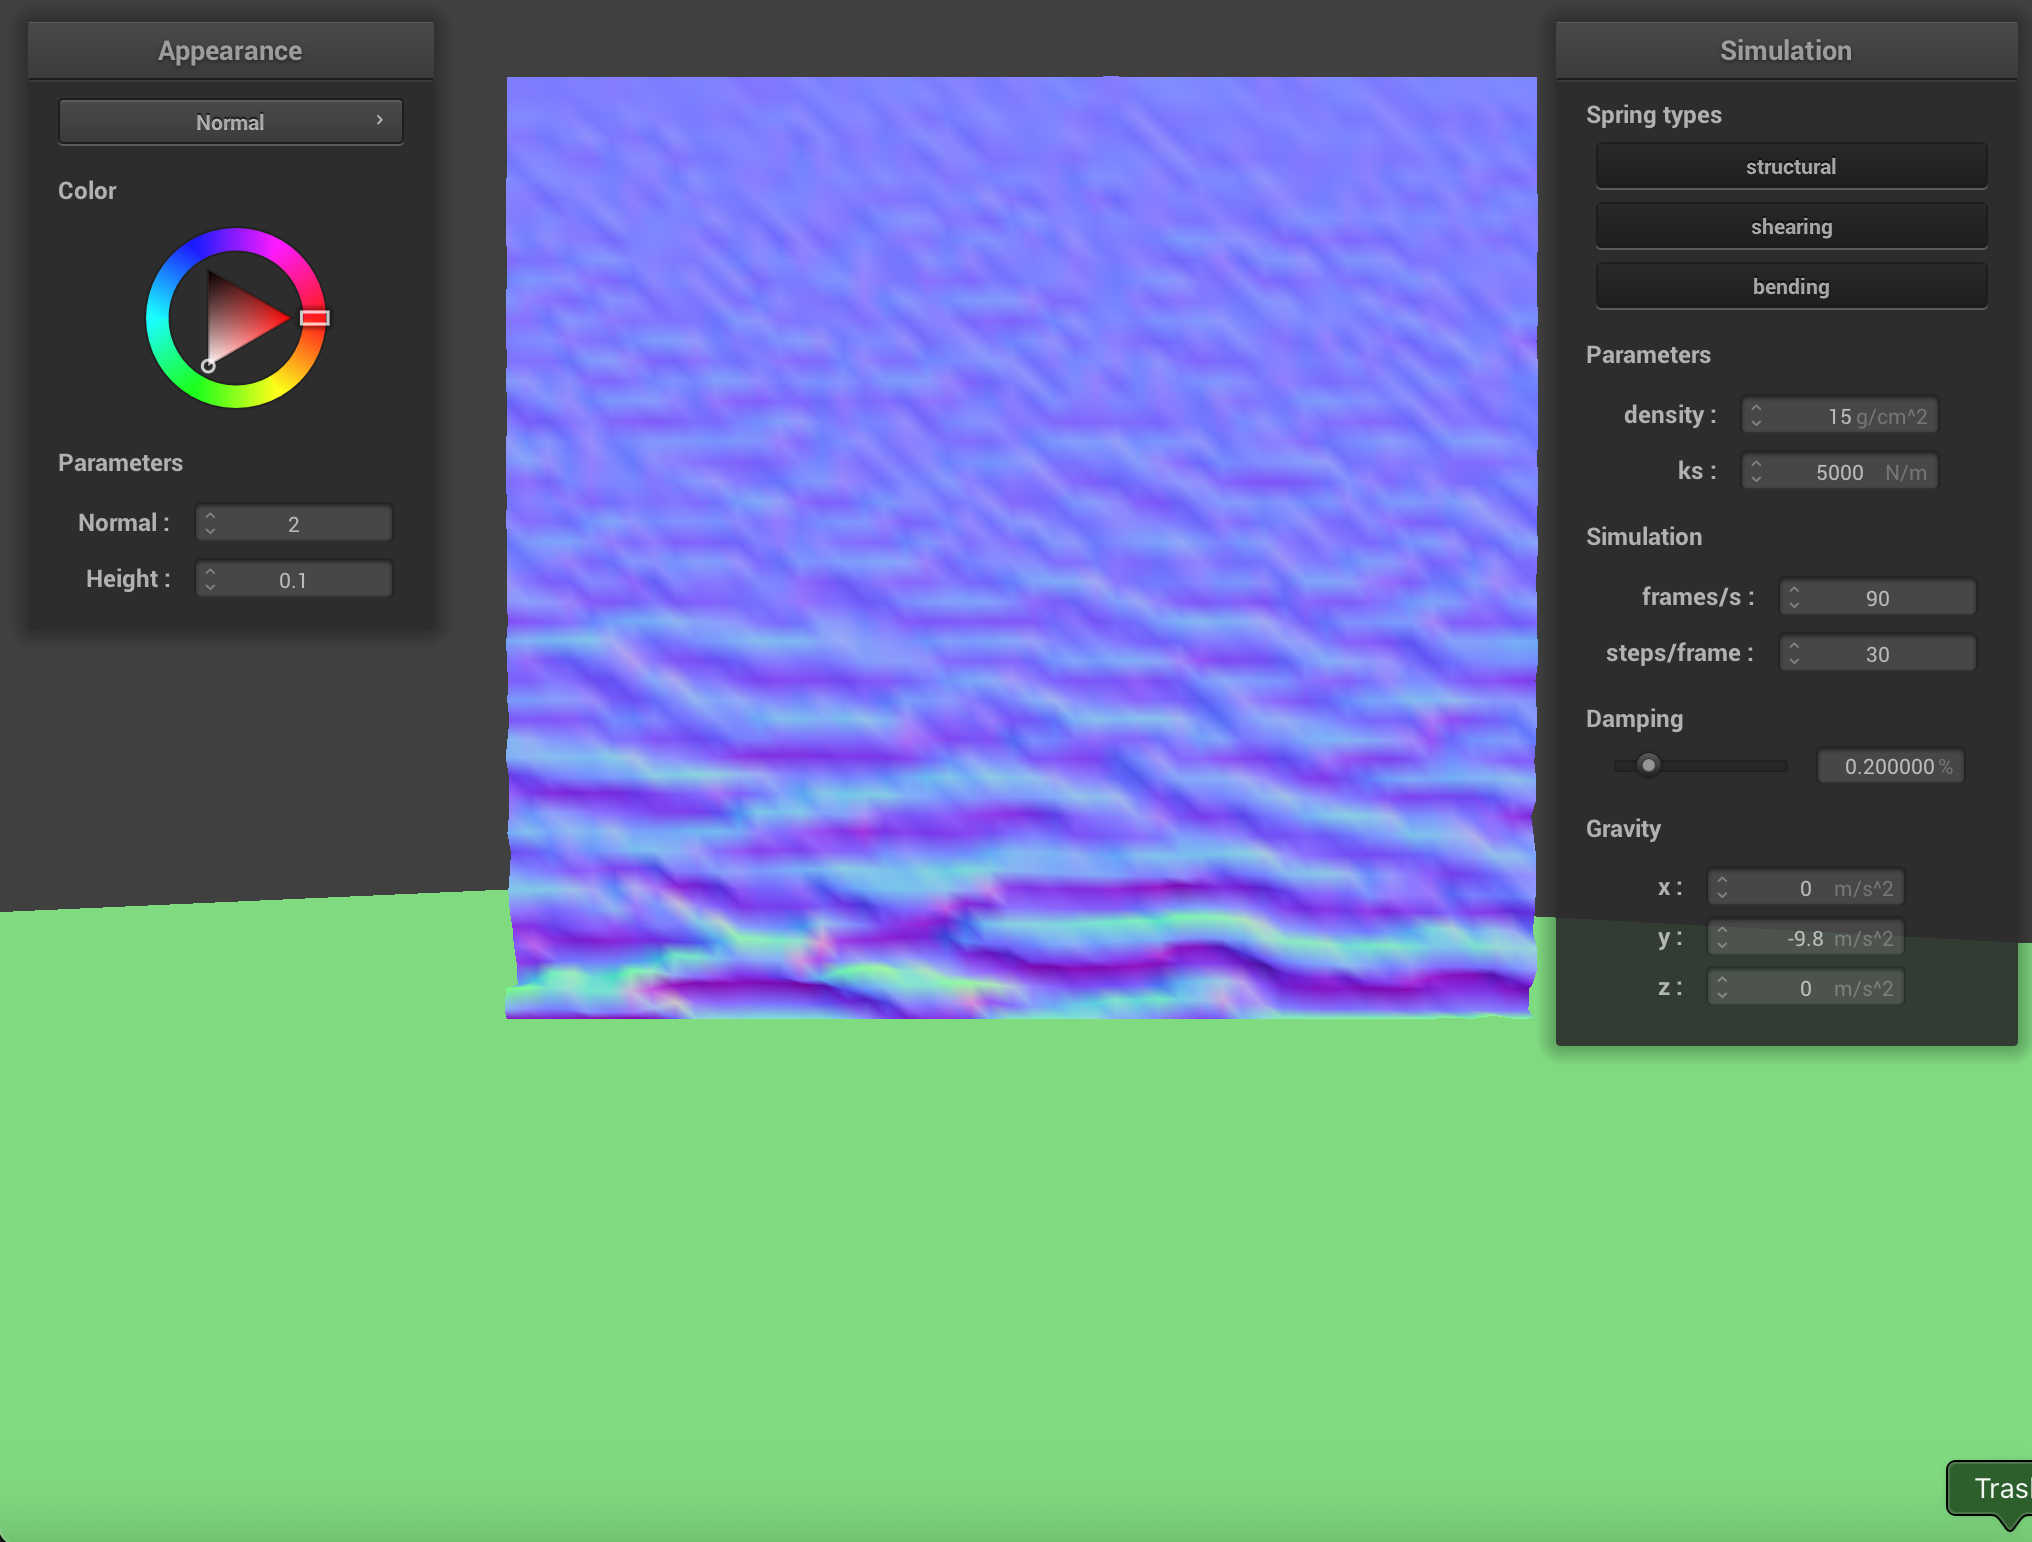 Appearance
Normal
Color
Parameters
Normal : 2
Height : 0.1
Simulation
Spring types
structural
shearing
bending
Parameters
density : 15 g/cm^2
ks : 5000 N/m
Simulation
frames/s : 90
steps/frame : 30
Damping
0.200000 %
Gravity
x : 0 m/s^2
y : -9.8 m/s^2
z : 0 m/s^2